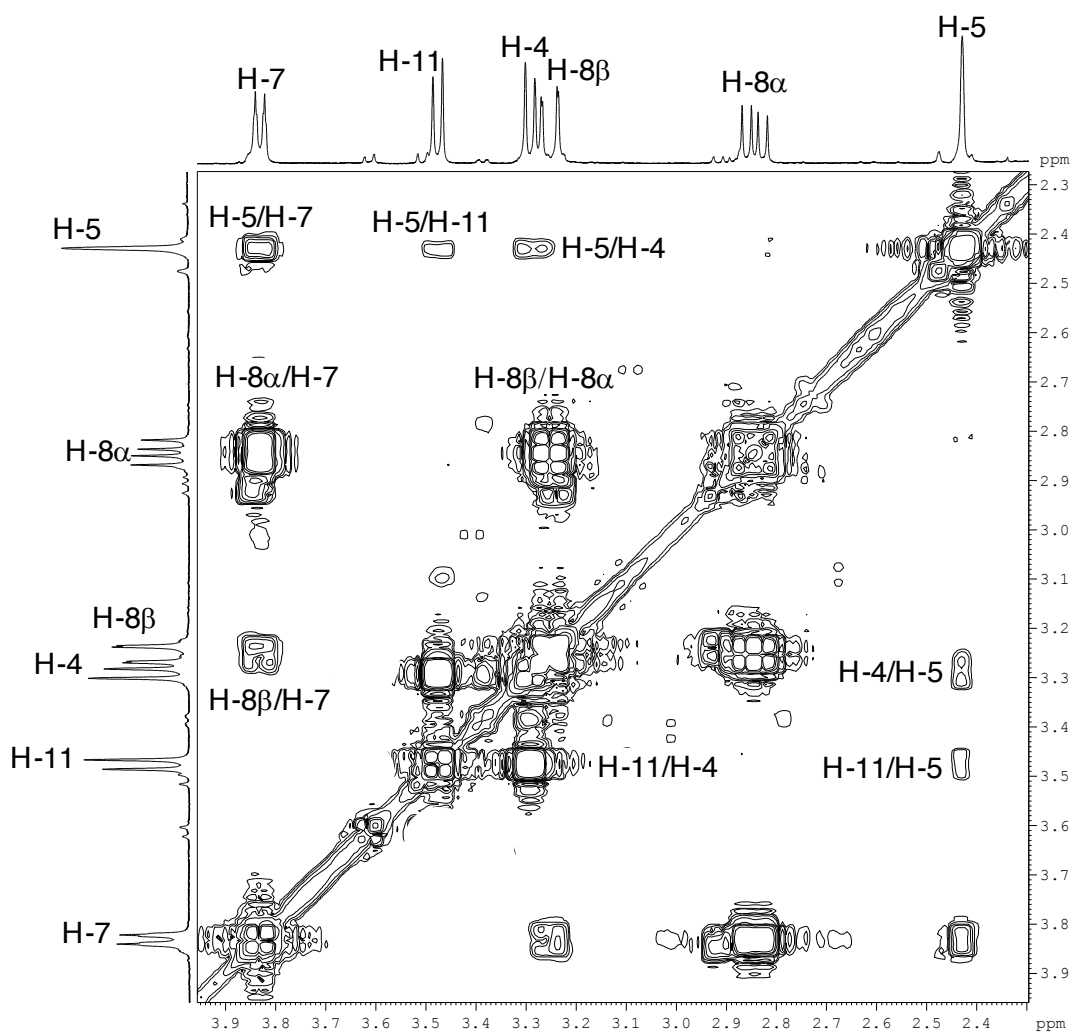 H-5
H-4
H-11
H-8β
H-7
H-8α
ppm
2.3
H-5/H-7
H-5/H-11
H-5
2.4
H-5/H-4
2.5
2.6
H-8α/H-7
H-8β/H-8α
2.7
2.8
H-8α
2.9
3.0
3.1
H-8β
3.2
H-4
H-4/H-5
3.3
H-8β/H-7
3.4
H-11
H-11/H-4
H-11/H-5
3.5
3.6
3.7
3.8
H-7
3.9
3.9 3.8 3.7 3.6 3.5 3.4 3.3 3.2 3.1 3.0 2.9 2.8 2.7 2.6 2.5 2.4 ppm